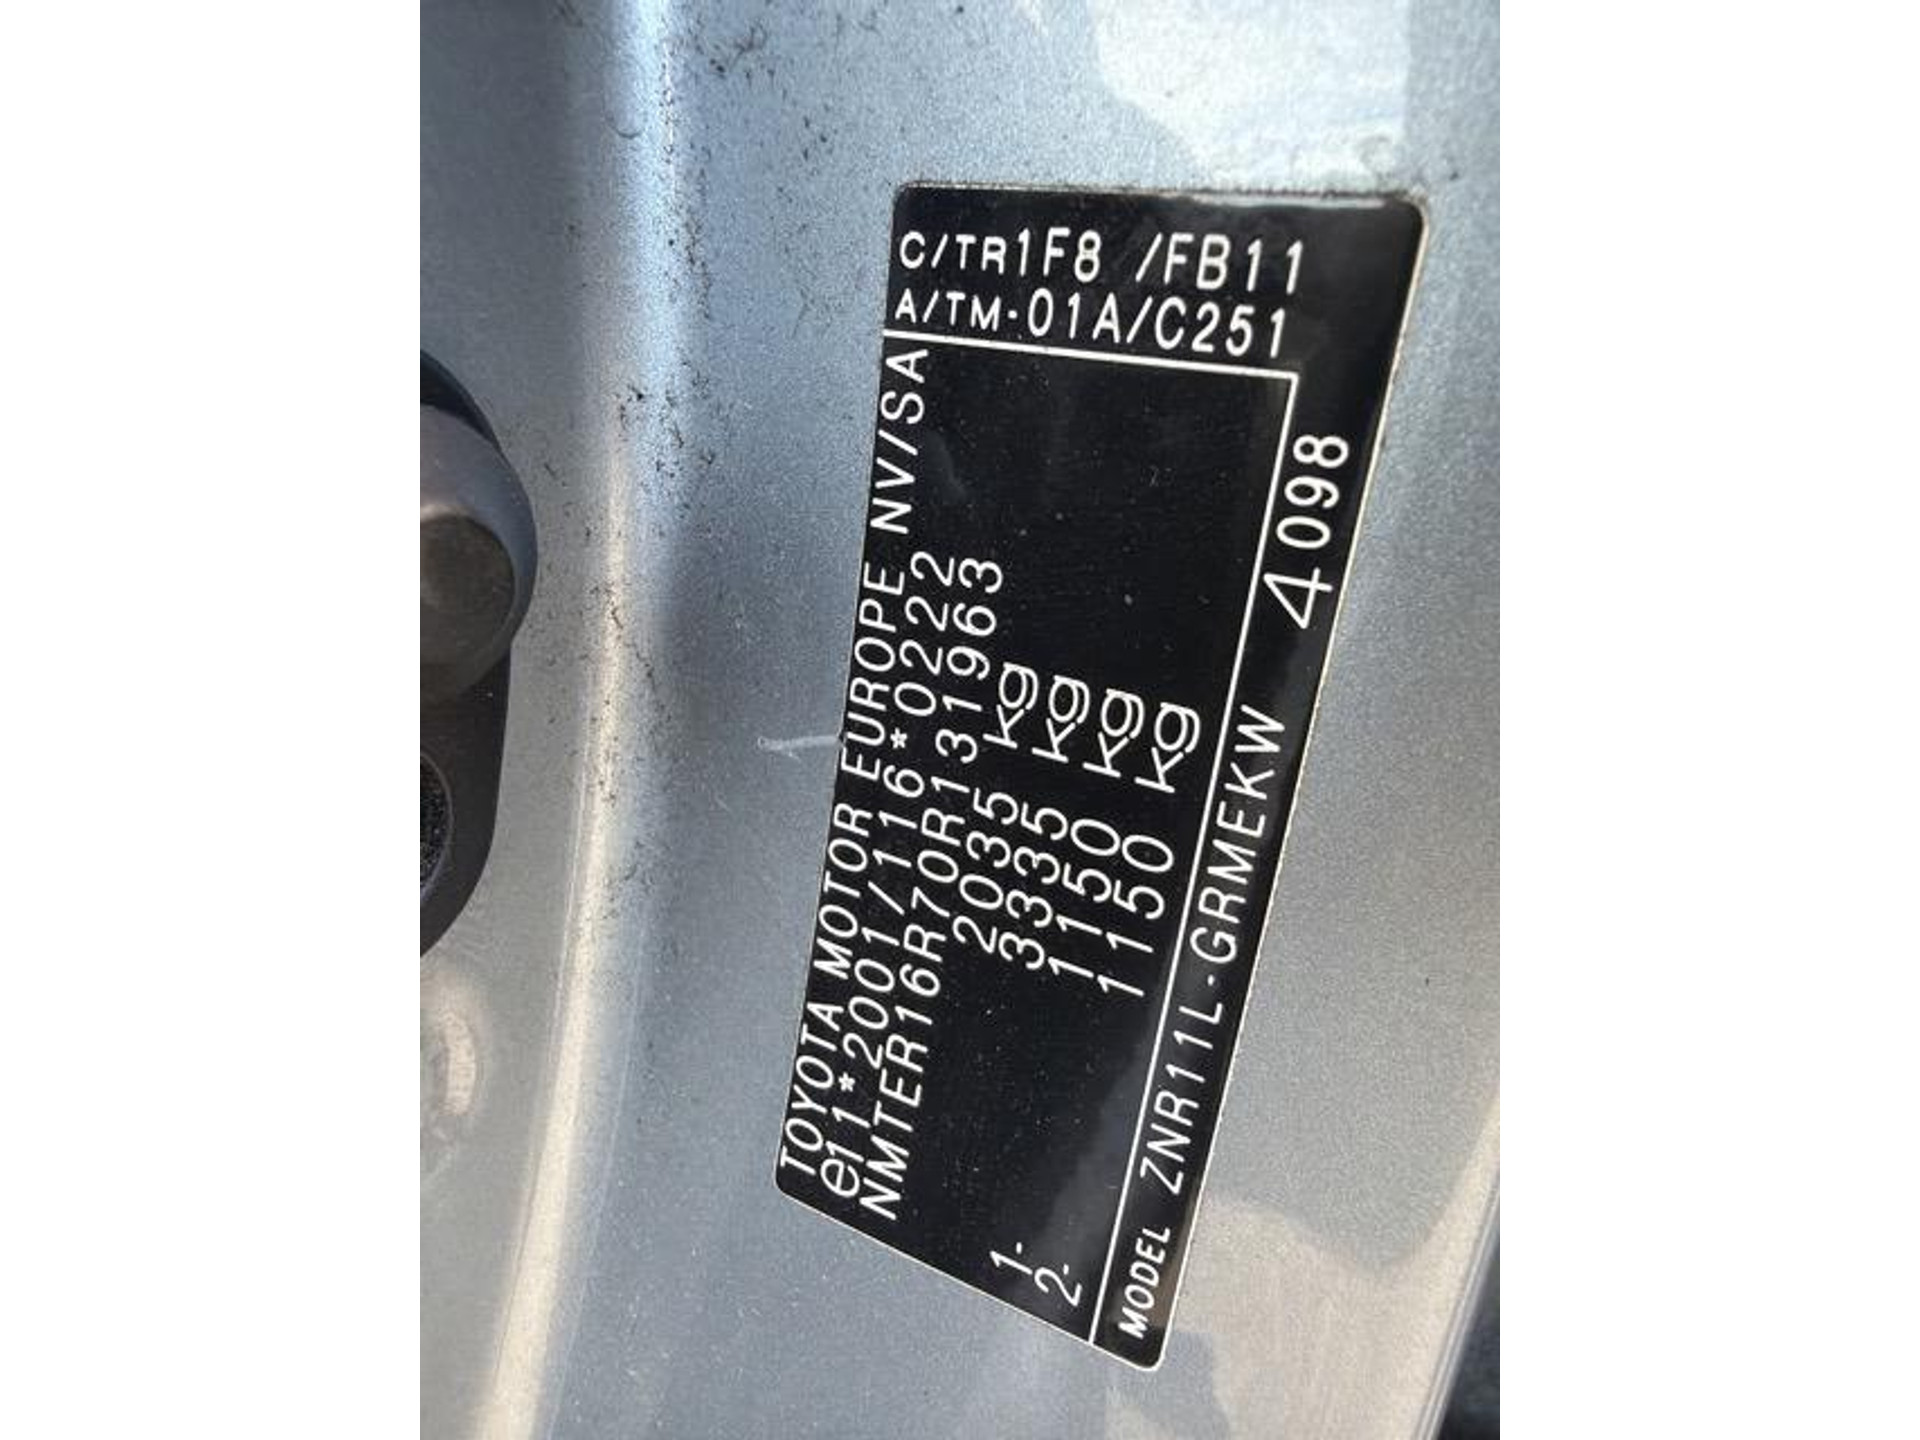 TOYOTA MOTOR EUROPE NV/SA
e11*2001/116*0222
NMTER16R70R131963
2035 kg
3335 kg
1- 1150 kg
2- 1150 kg
MODEL ZNR11L-GRMEKW 4098
C/TR1F8 /FB11
A/TM-01A/C251